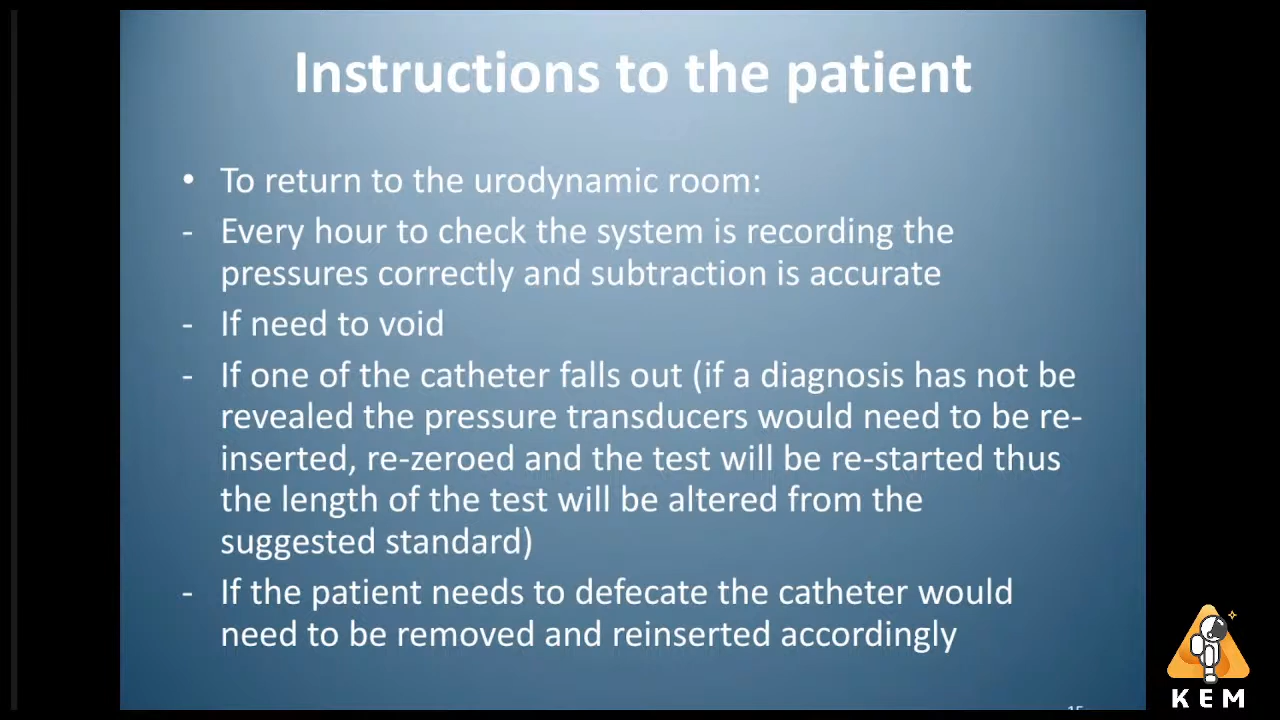 Instructions to the patient
• To return to the urodynamic room:
- Every hour to check the system is recording the
pressures correctly and subtraction is accurate
- If need to void
- If one of the catheter falls out (if a diagnosis has not be
revealed the pressure transducers would need to be re-
inserted, re-zeroed and the test will be re-started thus
the length of the test will be altered from the
suggested standard)
- If the patient needs to defecate the catheter would
need to be removed and reinserted accordingly
KEM